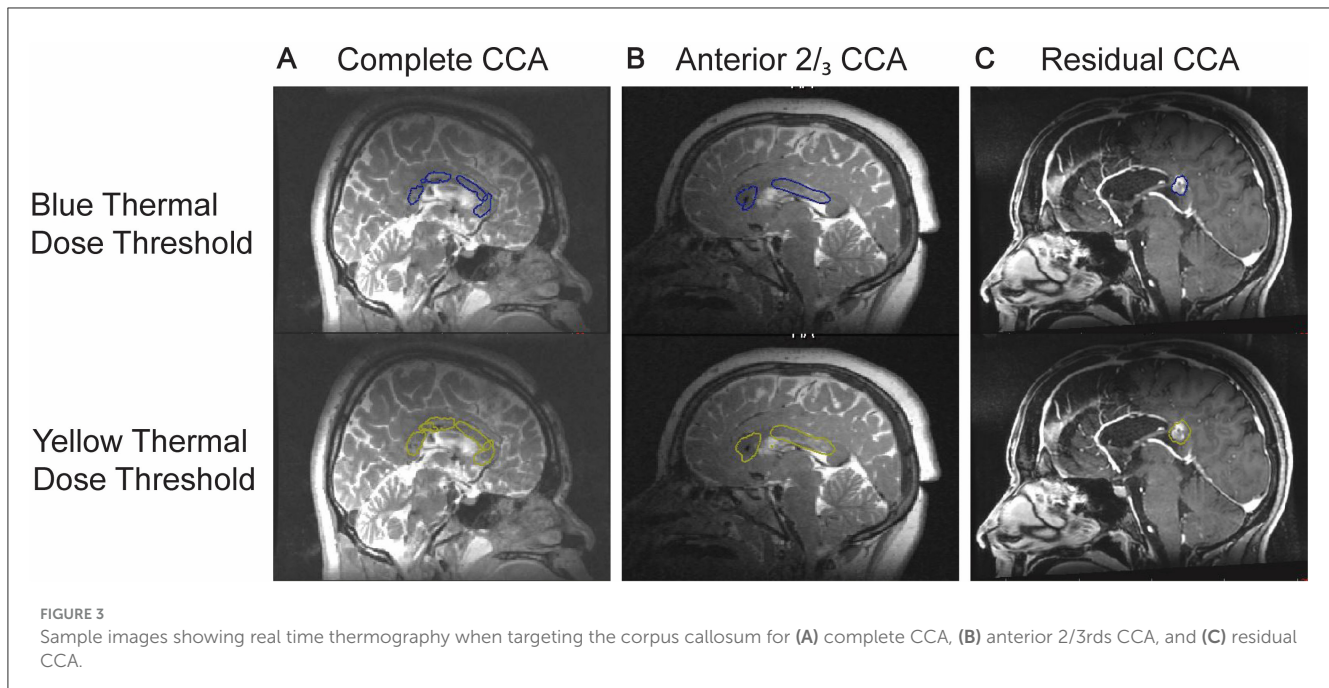 A Complete CCA
B Anterior 2/₃ CCA
C Residual CCA
Blue Thermal
Dose Threshold
Yellow Thermal
Dose Threshold
FIGURE 3
Sample images showing real time thermography when targeting the corpus callosum for (A) complete CCA, (B) anterior 2/3rds CCA, and (C) residual
CCA.